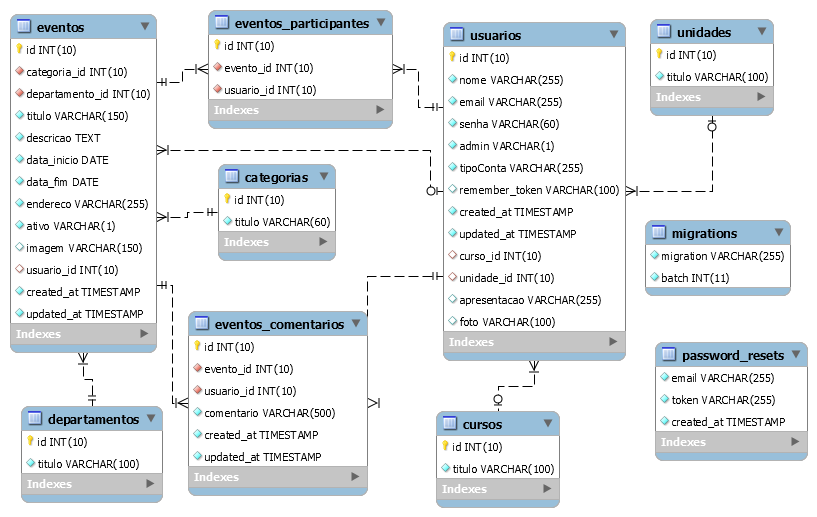 eventos
id INT(10)
categoria_id INT(10)
departamento_id INT(10)
titulo VARCHAR(150)
descricao TEXT
data_inicio DATE
data_fim DATE
endereco VARCHAR(255)
ativo VARCHAR(1)
imagem VARCHAR(150)
usuario_id INT(10)
created_at TIMESTAMP
updated_at TIMESTAMP
Indexes
eventos_participantes
id INT(10)
evento_id INT(10)
usuario_id INT(10)
Indexes
categorias
id INT(10)
titulo VARCHAR(60)
Indexes
eventos_comentarios
id INT(10)
evento_id INT(10)
usuario_id INT(10)
comentario VARCHAR(500)
created_at TIMESTAMP
updated_at TIMESTAMP
Indexes
departamentos
id INT(10)
titulo VARCHAR(100)
Indexes
usuarios
id INT(10)
nome VARCHAR(255)
email VARCHAR(255)
senha VARCHAR(60)
admin VARCHAR(1)
tipoConta VARCHAR(255)
remember_token VARCHAR(100)
created_at TIMESTAMP
updated_at TIMESTAMP
curso_id INT(10)
unidade_id INT(10)
apresentacao VARCHAR(255)
foto VARCHAR(100)
Indexes
cursos
id INT(10)
titulo VARCHAR(100)
Indexes
unidades
id INT(10)
titulo VARCHAR(100)
Indexes
migrations
migration VARCHAR(255)
batch INT(11)
password_resets
email VARCHAR(255)
token VARCHAR(255)
created_at TIMESTAMP
Indexes